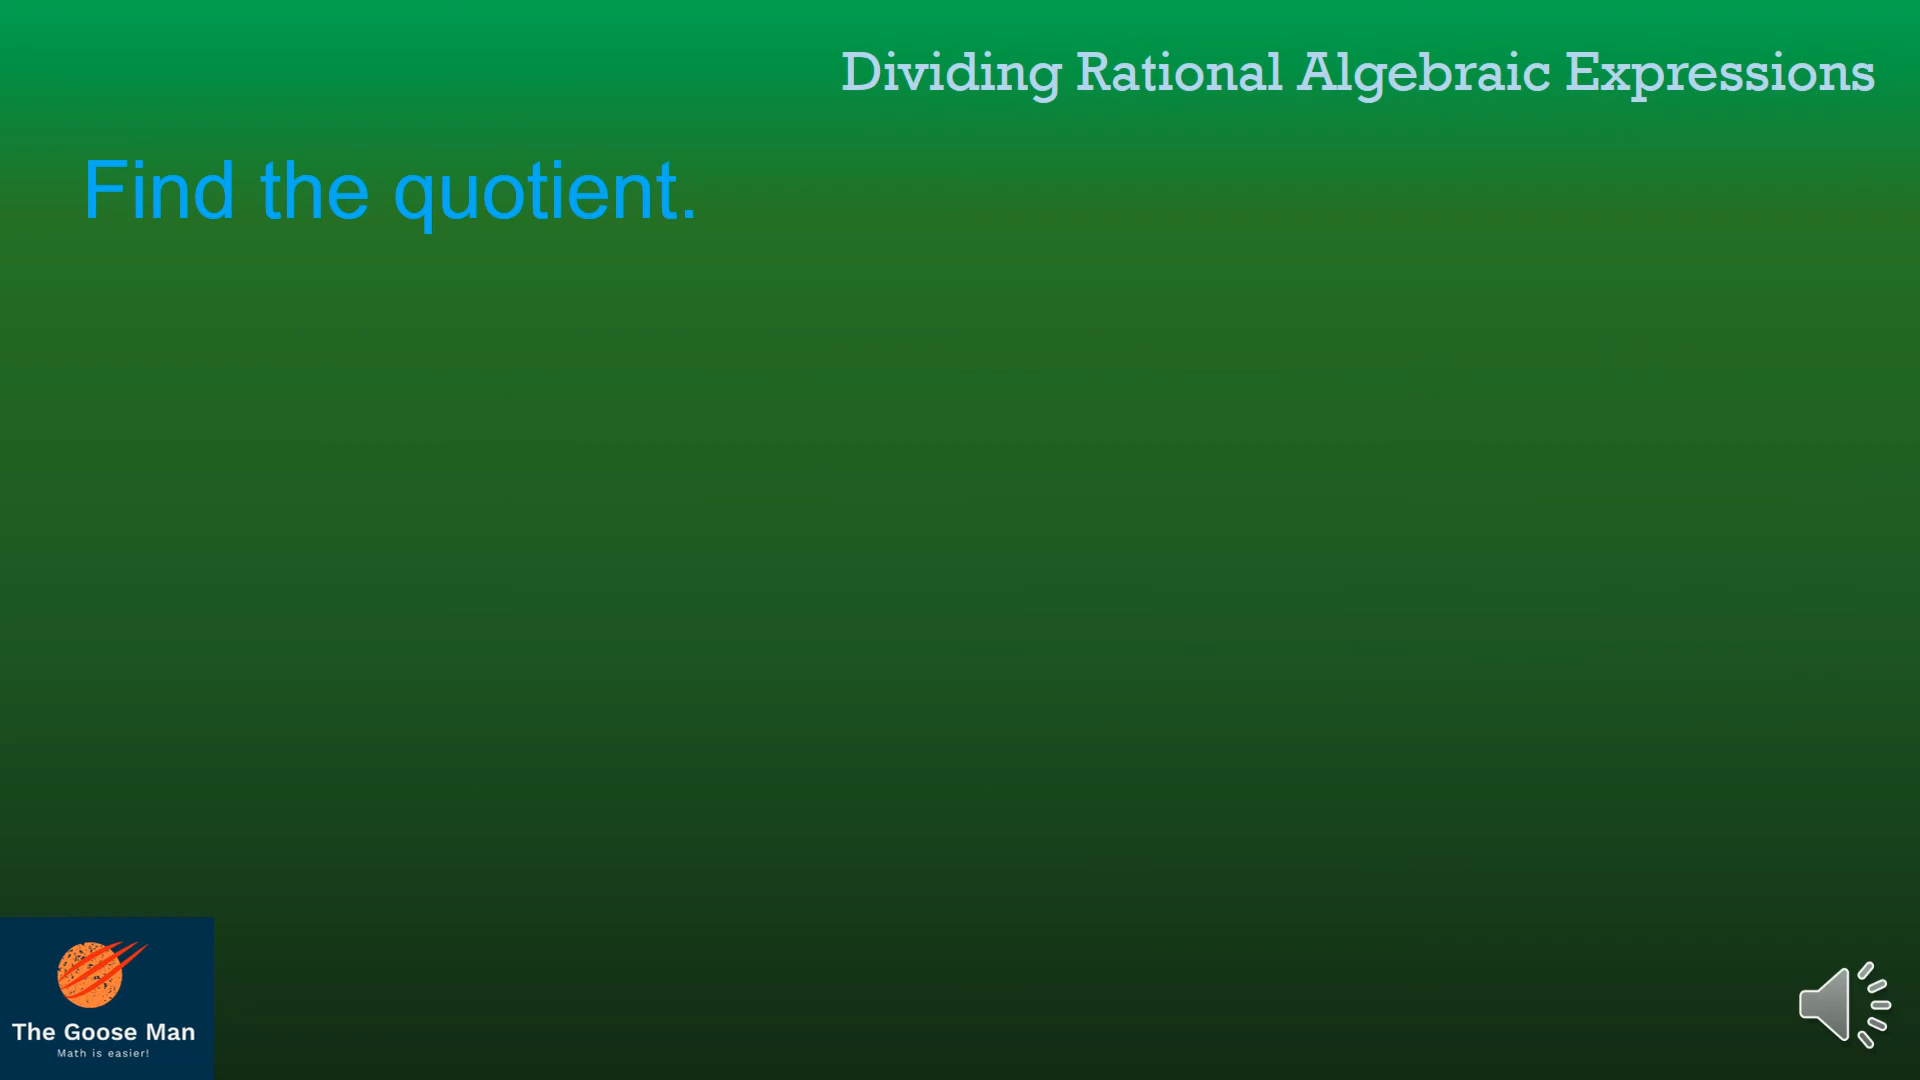 Dividing Rational Algebraic Expressions
Find the quotient.
The Goose Man
Math is easier!